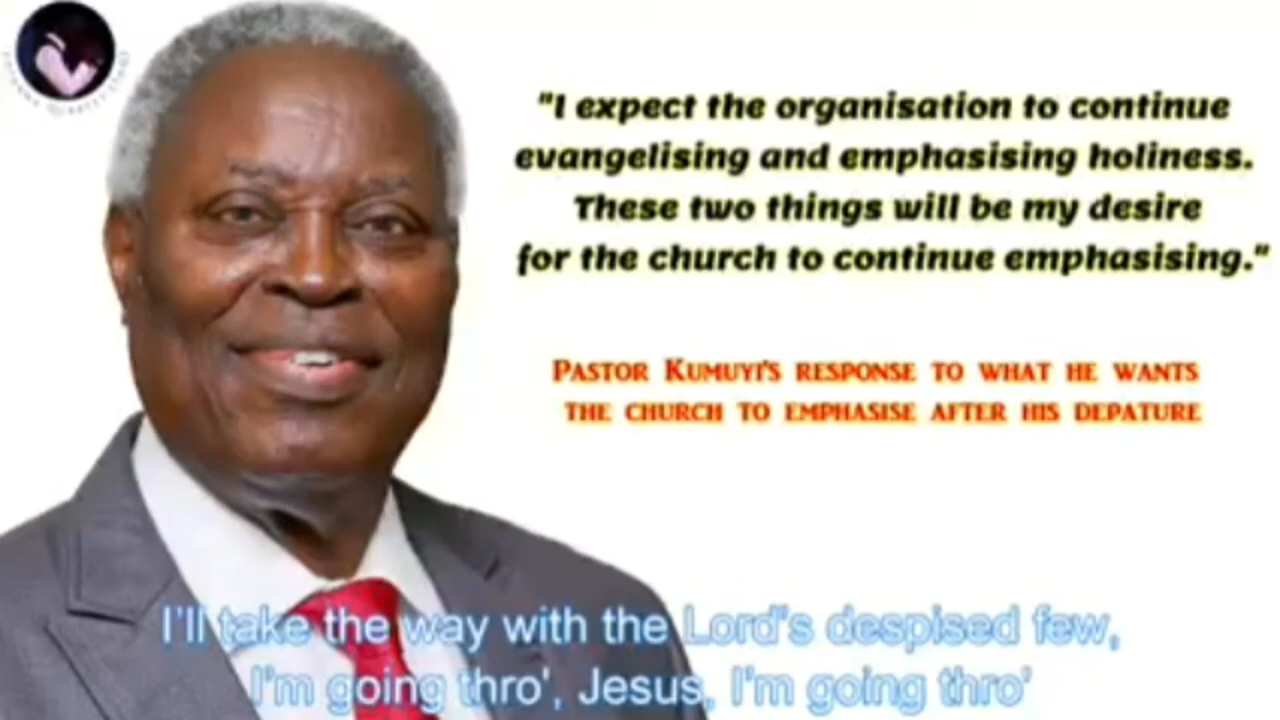 "I expect the organisation to continue
evangelising and emphasising holiness.
These two things will be my desire
for the church to continue emphasising."
Pastor Kumuyi's response to what he wants
the church to emphasise after his depature
I'll take the way with the Lord's despised few,
I'm going thro', Jesus, I'm going thro'